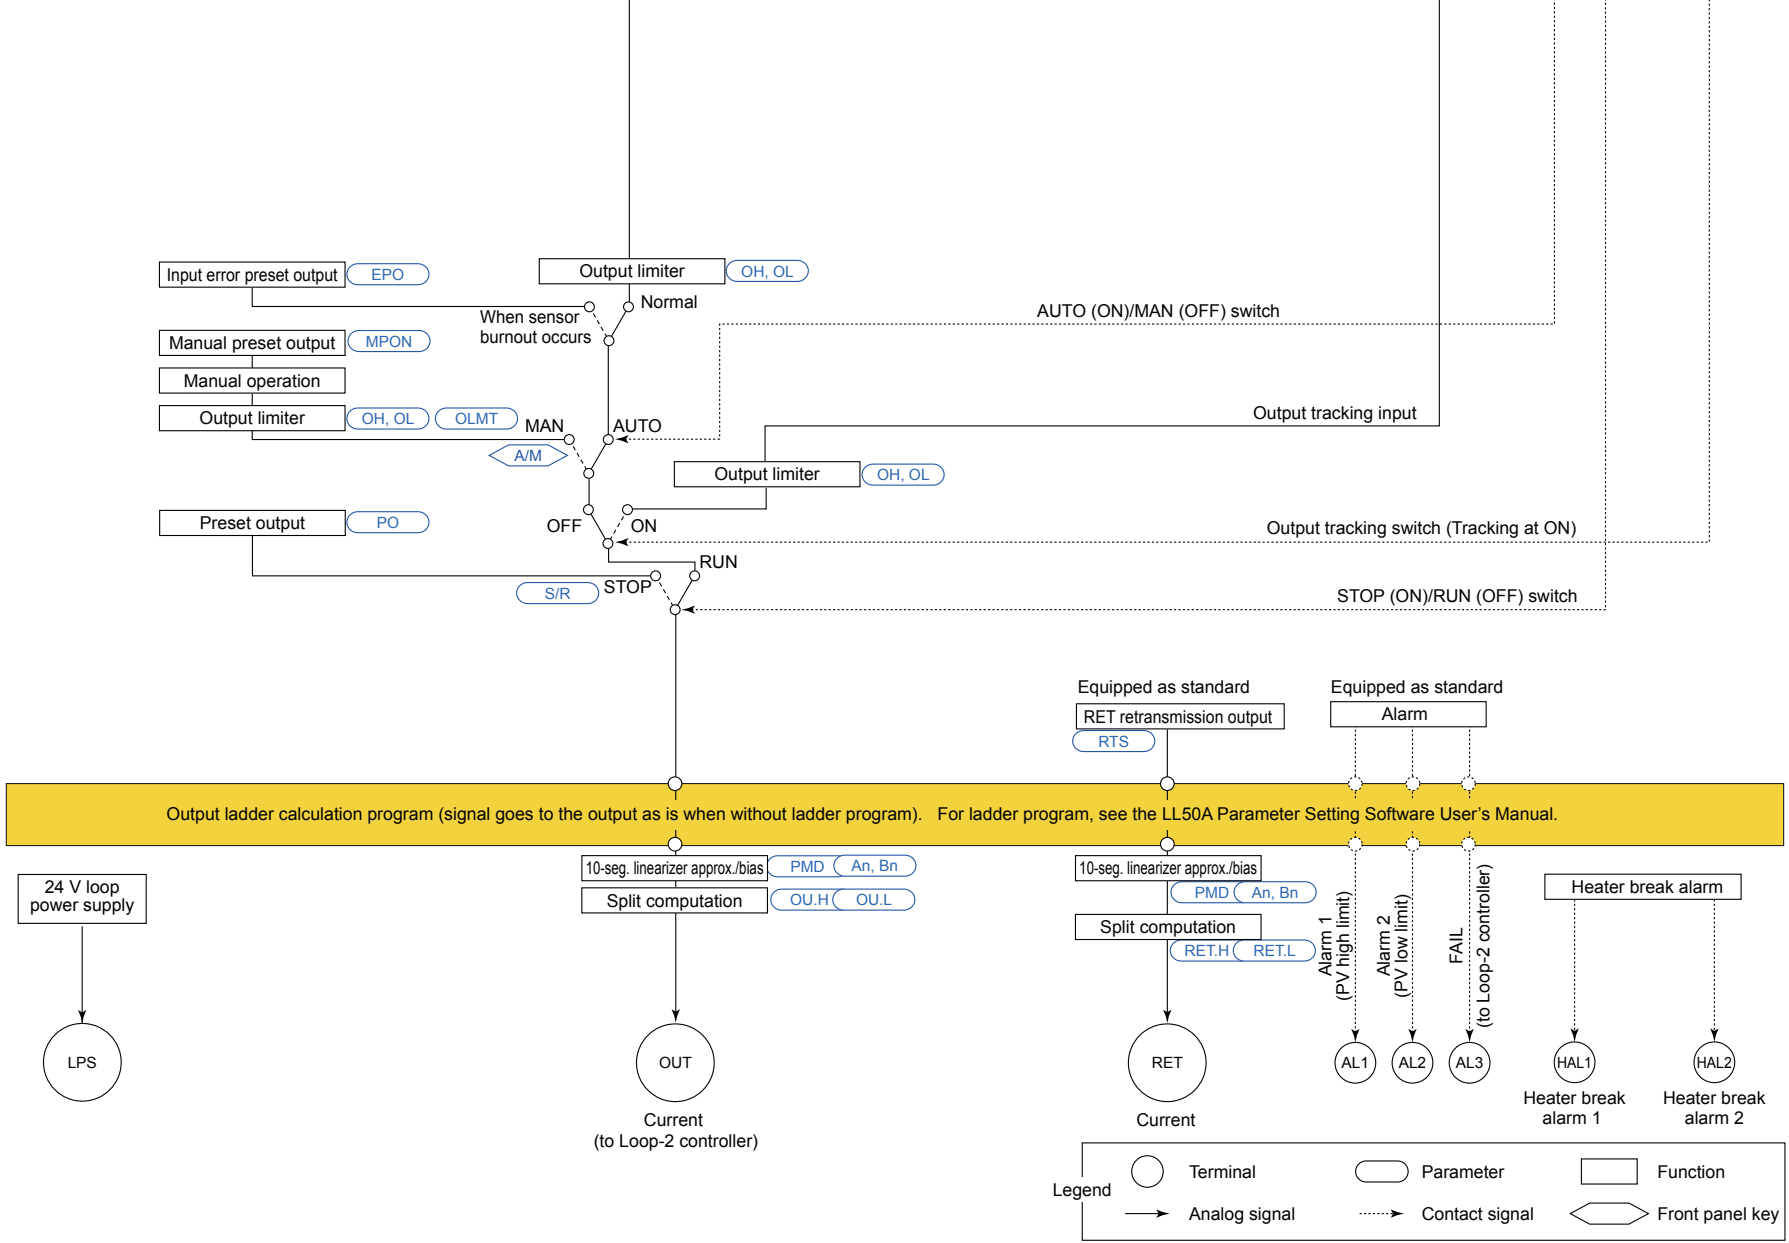 Input error preset output
EPO
Output limiter
OH, OL
Normal
When sensor
burnout occurs
AUTO (ON)/MAN (OFF) switch
Manual preset output
MPON
Manual operation
Output limiter
OH, OL
OLMT
MAN
AUTO
A/M
Output tracking input
Output limiter
OH, OL
OFF
ON
Preset output
PO
Output tracking switch (Tracking at ON)
RUN
STOP
S/R
STOP (ON)/RUN (OFF) switch
Equipped as standard
RET retransmission output
RTS
Equipped as standard
Alarm
Output ladder calculation program (signal goes to the output as is when without ladder program). For ladder program, see the LL50A Parameter Setting Software User's Manual.
24 V loop
power supply
LPS
10-seg. linearizer approx./bias
PMD
An, Bn
Split computation
OU.H
OU.L
OUT
Current
(to Loop-2 controller)
10-seg. linearizer approx./bias
PMD
An, Bn
Split computation
RET.H
RET.L
RET
Current
Alarm 1
(PV high limit)
AL1
Alarm 2
(PV low limit)
AL2
FAIL
(to Loop-2 controller)
AL3
Heater break alarm
HAL1
Heater break
alarm 1
HAL2
Heater break
alarm 2
Legend
Terminal
Parameter
Function
Analog signal
Contact signal
Front panel key